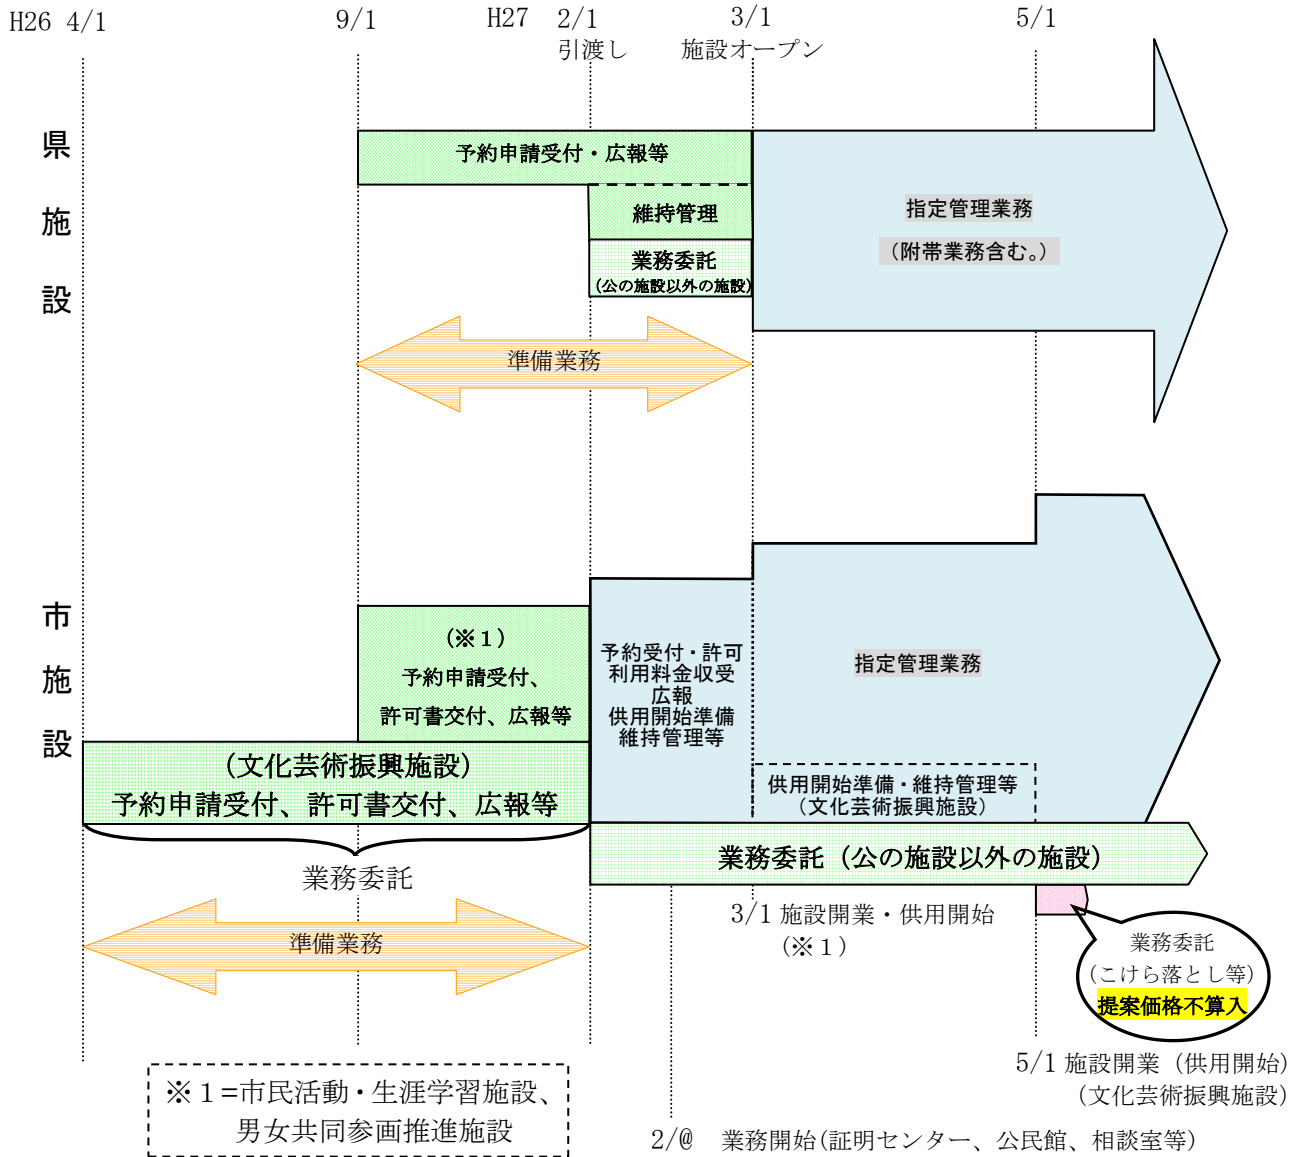 H26 4/1 9/1 H27 2/1 3/1 5/1
引渡し 施設オープン
県施設
予約申請受付・広報等
維持管理
業務委託
(公の施設以外の施設)
指定管理業務
（附帯業務含む。）
準備業務
市施設
(※１)
予約申請受付、
許可書交付、広報等
(文化芸術振興施設)
予約申請受付、許可書交付、広報等
予約受付・許可
利用料金収受
広報
供用開始準備
維持管理等
指定管理業務
供用開始準備・維持管理等
(文化芸術振興施設)
業務委託（公の施設以外の施設）
業務委託
準備業務
3/1 施設開業・供用開始
(※１)
業務委託
(こけら落とし等)
提案価格不算入
5/1 施設開業（供用開始）
(文化芸術振興施設)
※１=市民活動・生涯学習施設、
男女共同参画推進施設
2/@ 業務開始(証明センター、公民館、相談室等)